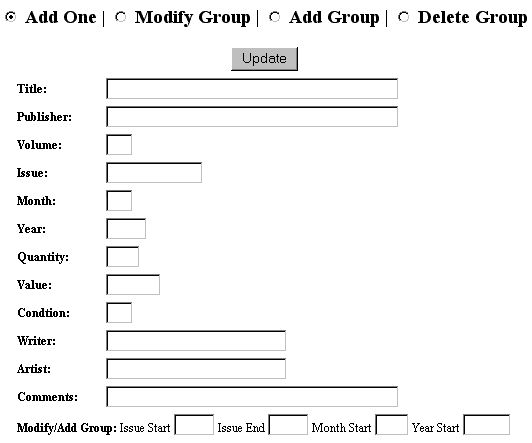 Add One | Modify Group | Add Group | Delete Group
Update
Title:
Publisher:
Volume:
Issue:
Month:
Year:
Quantity:
Value:
Condtion:
Writer:
Artist:
Comments:
Modify/Add Group: Issue Start Issue End Month Start Year Start